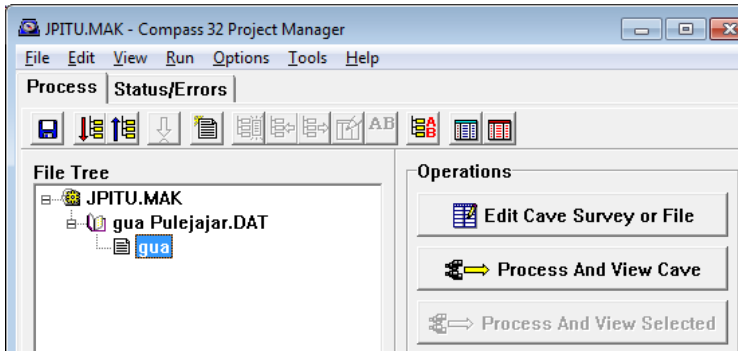 JPITU.MAK - Compass 32 Project Manager
File Edit View Run Options Tools Help
Process Status/Errors
AB
File Tree
JPITU.MAK
gua Pulejajar.DAT
gua
Operations
Edit Cave Survey or File
Process And View Cave
Process And View Selected